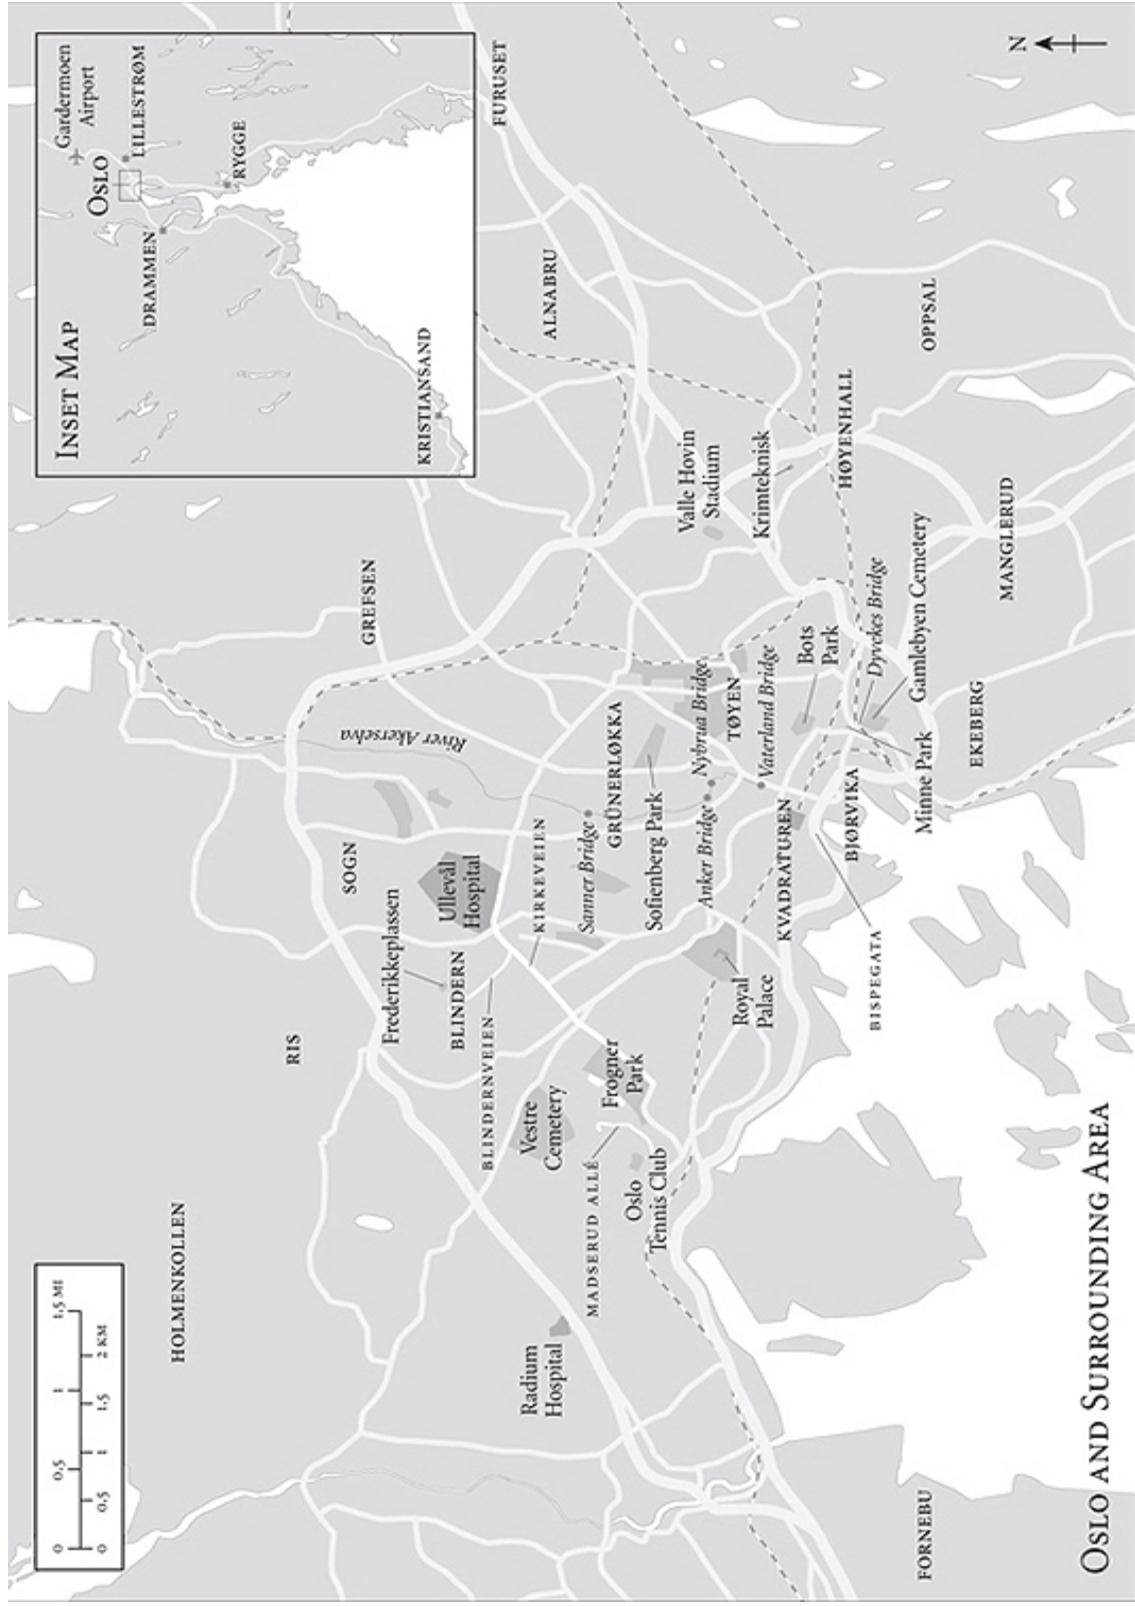 0 0,5 1 1,5 MI
0 0,5 1 1,5 2 KM
HOLMENKOLLEN
RIS
SOGN
GREFSEN
INSET MAP
Gardermoen
Airport
OSLO
LILLESTRØM
DRAMMEN
RYGGE
KRISTIANSAND
FURUSET
River Akerselva
Frederikkeplassen
Ullevål
Hospital
BLINDERN
BLINDERNVEIEN
KIRKEVEIEN
ALNABRU
Radium
Hospital
Vestre
Cemetery
MADSERUD ALLÉ
Frogner
Park
Oslo
Tennis Club
Sanner Bridge
GRÜNERLØKKA
Sofienberg Park
Anker Bridge
Nybrua Bridge
TØYEN
Vaterland Bridge
Valle Hovin
Stadium
Krimteknisk
Royal
Palace
KVADRATUREN
Bots
Park
HØYENHALL
BJØRVIKA
BISPEGATA
Dyvekes Bridge
Gamlebyen Cemetery
Minne Park
OPPSAL
EKEBERG
MANGLERUD
FORNEBU
N
OSLO AND SURROUNDING AREA